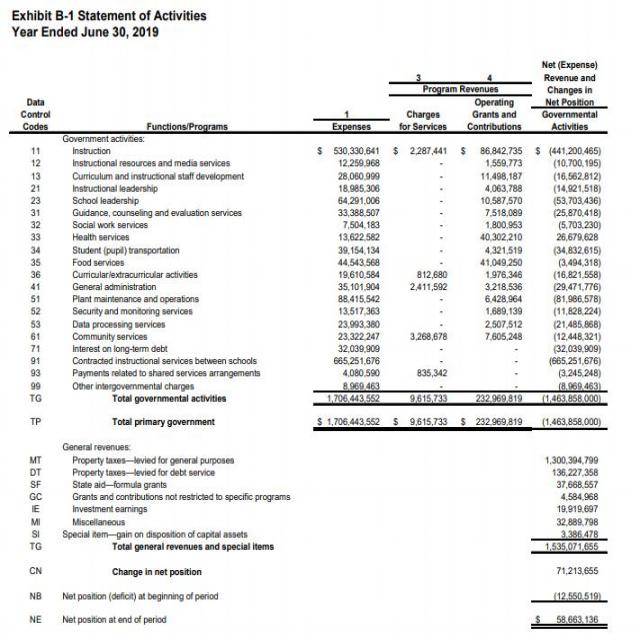 Exhibit B-1 Statement of Activities
Year Ended June 30, 2019
Net (Expense)
3 4 Revenue and
Program Revenues Changes in
Data Operating Net Position
Control 1 Charges Grants and Governmental
Codes Functions/Programs Expenses for Services Contributions Activities
Government activities:
11 Instruction $ 530,330,641 $ 2,287,441 $ 86,842,735 $ (441,200,465)
12 Instructional resources and media services 12,259,968 - 1,559,773 (10,700,195)
13 Curriculum and instructional staff development 28,060,999 - 11,498,187 (16,562,812)
21 Instructional leadership 18,985,306 - 4,063,788 (14,921,518)
23 School leadership 64,291,006 - 10,587,570 (53,703,436)
31 Guidance, counseling and evaluation services 33,388,507 - 7,518,089 (25,870,418)
32 Social work services 7,504,183 - 1,800,953 (5,703,230)
33 Health services 13,622,582 - 40,302,210 26,679,628
34 Student (pupil) transportation 39,154,134 - 4,321,519 (34,832,615)
35 Food services 44,543,568 - 41,049,250 (3,494,318)
36 Curricular/extracurricular activities 19,610,584 812,680 1,976,346 (16,821,558)
41 General administration 35,101,904 2,411,592 3,218,536 (29,471,776)
51 Plant maintenance and operations 88,415,542 - 6,428,964 (81,986,578)
52 Security and monitoring services 13,517,363 - 1,689,139 (11,828,224)
53 Data processing services 23,993,380 - 2,507,512 (21,485,868)
61 Community services 23,322,247 3,268,678 7,605,248 (12,448,321)
71 Interest on long-term debt 32,039,909 - - (32,039,909)
91 Contracted instructional services between schools 665,251,676 - - (665,251,676)
93 Payments related to shared services arrangements 4,080,590 835,342 - (3,245,248)
99 Other intergovernmental charges 8,969,463 - - (8,969,463)
TG Total governmental activities 1,706,443,552 9,615,733 232,969,819 (1,463,858,000)
TP Total primary government $ 1,706,443,552 $ 9,615,733 $ 232,969,819 (1,463,858,000)
General revenues:
MT Property taxes—levied for general purposes 1,300,394,799
DT Property taxes—levied for debt service 136,227,358
SF State aid—formula grants 37,668,557
GC Grants and contributions not restricted to specific programs 4,584,968
IE Investment earnings 19,919,697
MI Miscellaneous 32,889,798
SI Special item—gain on disposition of capital assets 3,386,478
TG Total general revenues and special items 1,535,071,655
CN Change in net position 71,213,655
NB Net position (deficit) at beginning of period (12,550,519)
NE Net position at end of period $ 58,663,136